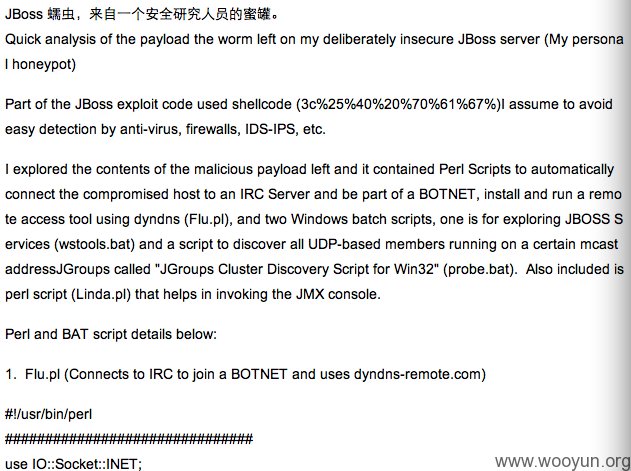 JBoss 蠕虫，来自一个安全研究人员的蜜罐。
Quick analysis of the payload the worm left on my deliberately insecure JBoss server (My persona
l honeypot)
Part of the JBoss exploit code used shellcode (3c%25%40%20%70%61%67%)I assume to avoid
easy detection by anti-virus, firewalls, IDS-IPS, etc.
I explored the contents of the malicious payload left and it contained Perl Scripts to automatically
connect the compromised host to an IRC Server and be part of a BOTNET, install and run a remo
te access tool using dyndns (Flu.pl), and two Windows batch scripts, one is for exploring JBOSS S
ervices (wstools.bat) and a script to discover all UDP-based members running on a certain mcast
addressJGroups called "JGroups Cluster Discovery Script for Win32" (probe.bat).  Also included is
perl script (Linda.pl) that helps in invoking the JMX console.
Perl and BAT script details below:
1.  Flu.pl (Connects to IRC to join a BOTNET and uses dyndns-remote.com)
#!/usr/bin/perl
###############################
use IO::Socket::INET;
www.wooyun.org